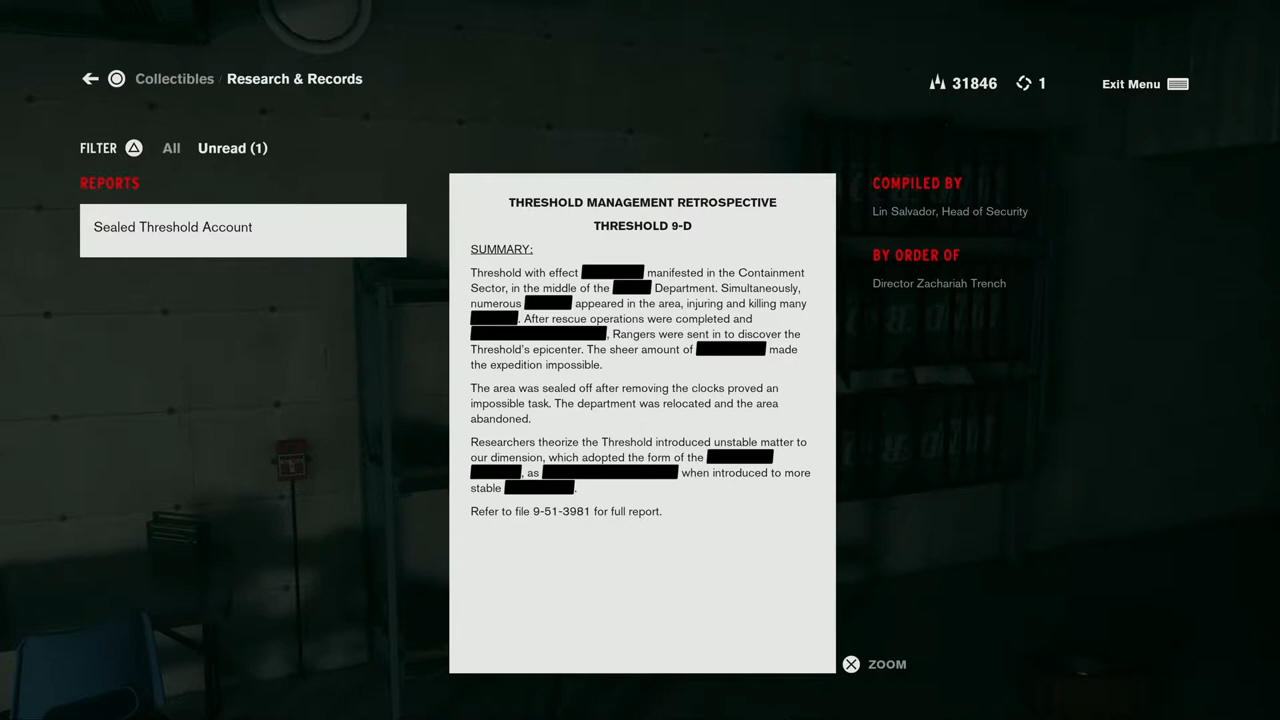 Collectibles / Research & Records
31846
1
Exit Menu
FILTER All Unread (1)
REPORTS
Sealed Threshold Account
THRESHOLD MANAGEMENT RETROSPECTIVE
THRESHOLD 9-D
SUMMARY:
Threshold with effect manifested in the Containment
Sector, in the middle of the Department. Simultaneously,
numerous appeared in the area, injuring and killing many
. After rescue operations were completed and
, Rangers were sent in to discover the
Threshold's epicenter. The sheer amount of made
the expedition impossible.
The area was sealed off after removing the clocks proved an
impossible task. The department was relocated and the area
abandoned.
Researchers theorize the Threshold introduced unstable matter to
our dimension, which adopted the form of the
, as when introduced to more
stable .
Refer to file 9-51-3981 for full report.
COMPILED BY
Lin Salvador, Head of Security
BY ORDER OF
Director Zachariah Trench
ZOOM